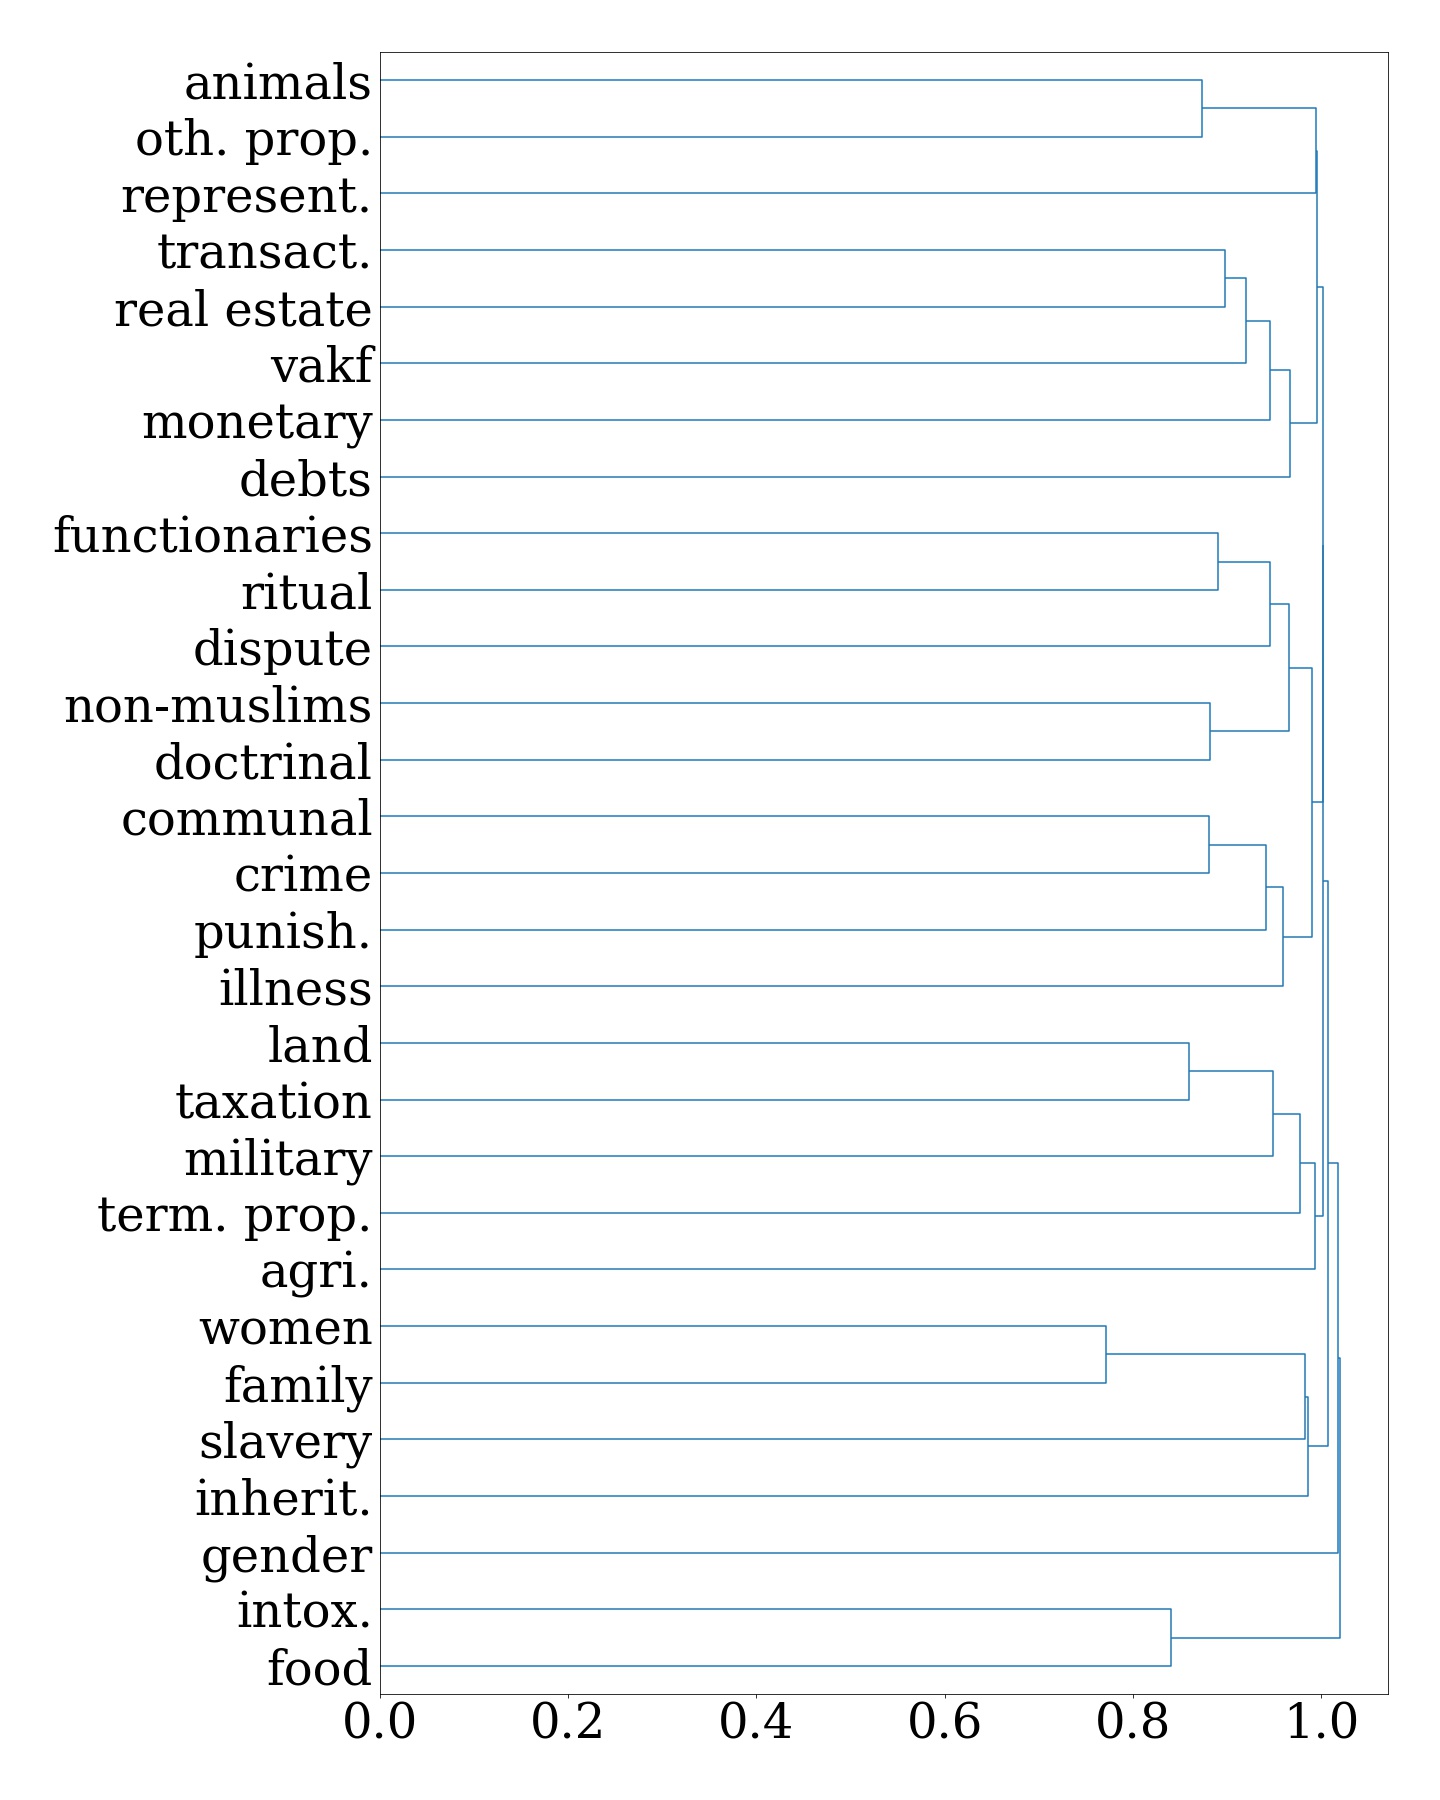 animals
oth. prop.
represent.
transact.
real estate
vakf
monetary
debts
functionaries
ritual
dispute
non-muslims
doctrinal
communal
crime
punish.
illness
land
taxation
military
term. prop.
agri.
women
family
slavery
inherit.
gender
intox.
food
0.0 0.2 0.4 0.6 0.8 1.0